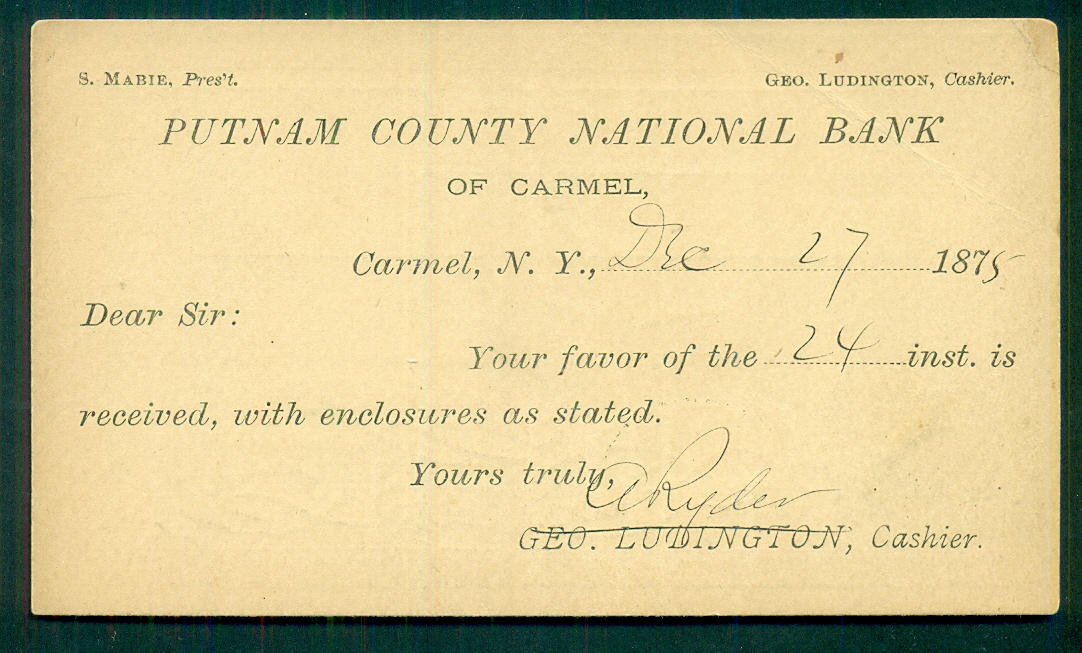 S. MABIE, Pres't. GEO. LUDINGTON, Cashier.
PUTNAM COUNTY NATIONAL BANK
OF CARMEL,
Carmel, N. Y., Dec 27 1875
Dear Sir:
Your favor of the 24 inst. is
received, with enclosures as stated.
Yours truly,
A Ryder
GEO. LUDINGTON, Cashier.